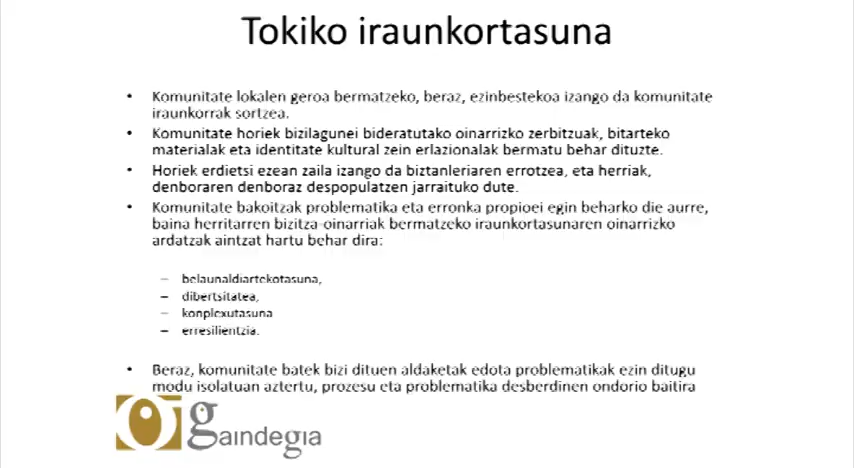 Tokiko iraunkortasuna
• Komunitate lokalen geroa bermatzeko, beraz, ezinbestekoa izango da komunitate
iraunkorrak sortzea.
• Komunitate horiek bizilagunei bideratutako oinarrizko zerbitzuak, bitarteko
materialak eta identitate kultural zein erlazionalak bermatu behar dituzte.
• Horiek erdietsi ezean zaila izango da biztanleriaren errotzea, eta herriak,
denboraren denboraz despopulatzen jarraituko dute.
• Komunitate bakoitzak problematika eta erronka propioei egin beharko die aurre,
baina herritarren bizitza-oinarriak bermatzeko iraunkortasunaren oinarrizko
ardatzak aintzat hartu behar dira:
– belaunaldiartekotasuna,
– dibertsitatea,
– konplexutasuna
– erresilientzia.
• Beraz, komunitate batek bizi dituen aldaketak edota problematikak ezin ditugu
modu isolatuan aztertu, prozesu eta problematika desberdinen ondorio baitira
gaindegia